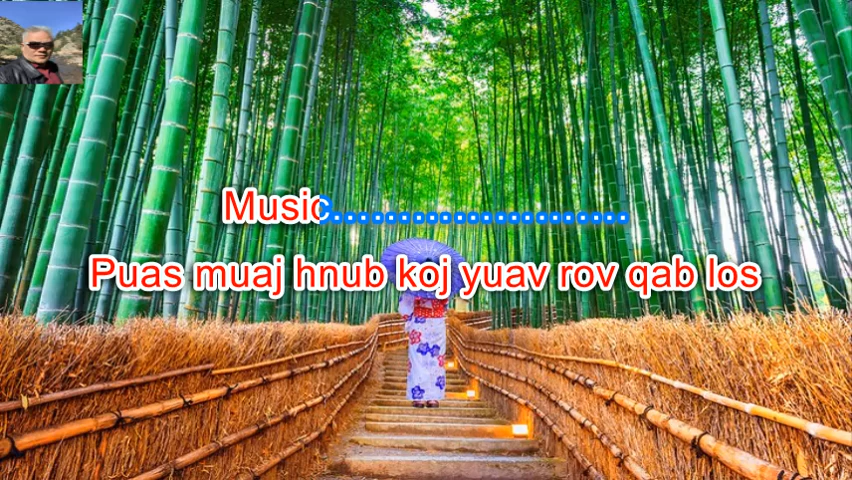 Music......................
Puas muaj hnub koj yuav rov qab los